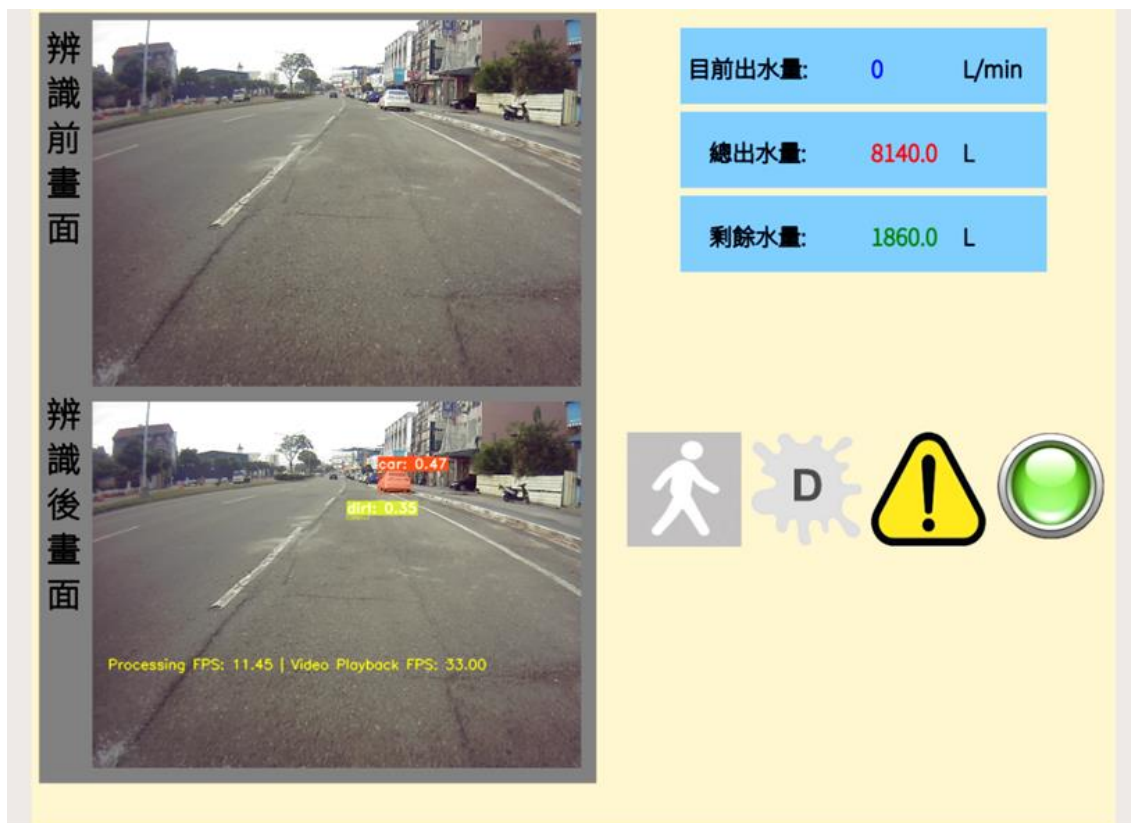 辨識前畫面
目前出水量: 0 L/min
總出水量: 8140.0 L
剩餘水量: 1860.0 L
辨識後畫面
car: 0.47
dirt: 0.35
Processing FPS: 11.45 | Video Playback FPS: 33.00
D